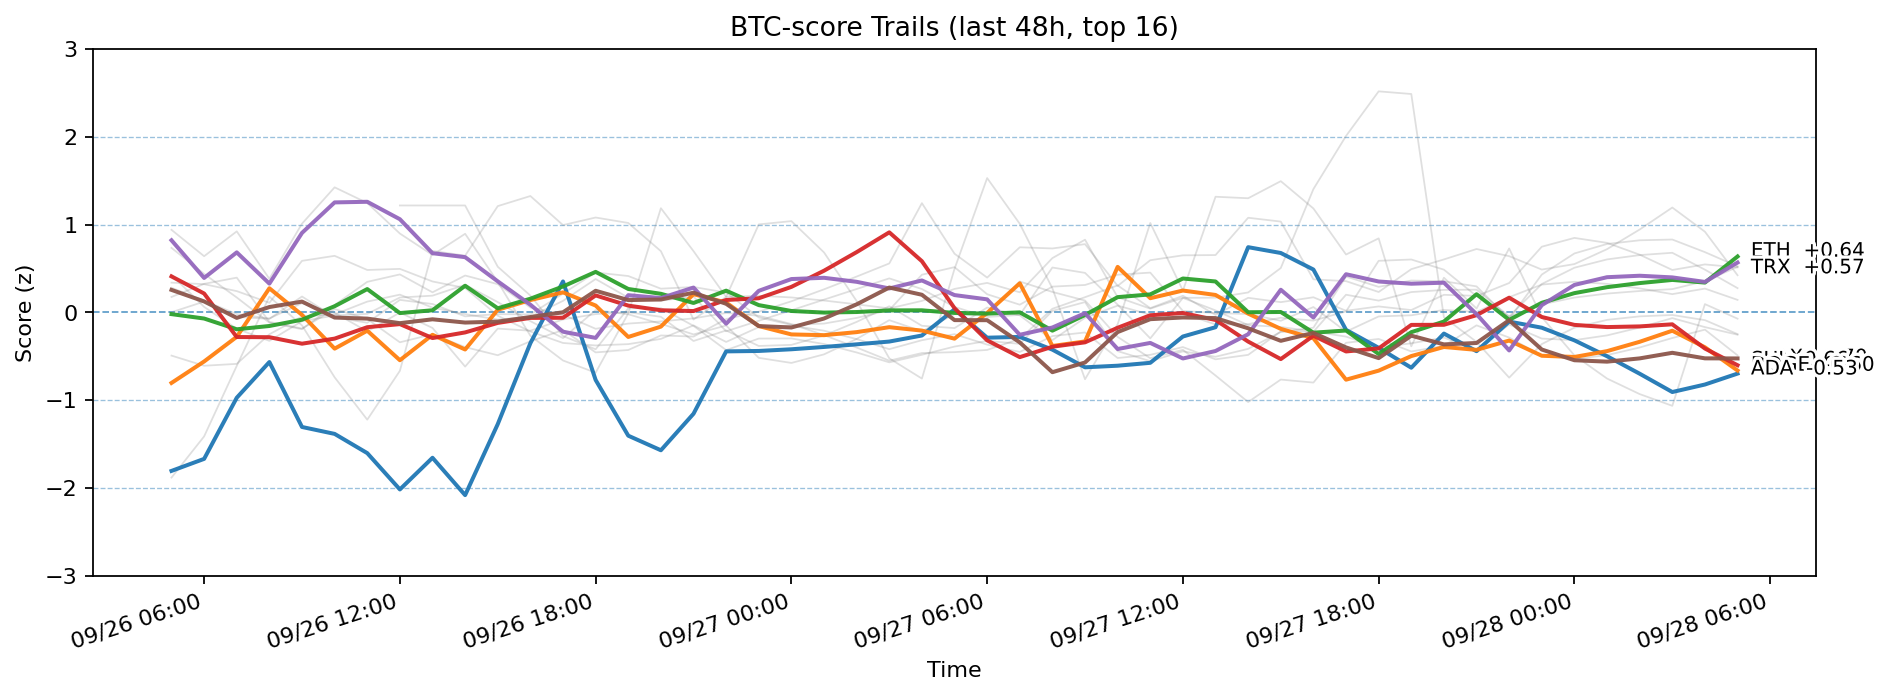 BTC-score Trails (last 48h, top 16)
Score (z)
3
2
1
0
−1
−2
−3
ETH +0.64
TRX +0.57
ADA -0.53
09/26 06:00
09/26 12:00
09/26 18:00
09/27 00:00
09/27 06:00
09/27 12:00
09/27 18:00
09/28 00:00
09/28 06:00
Time